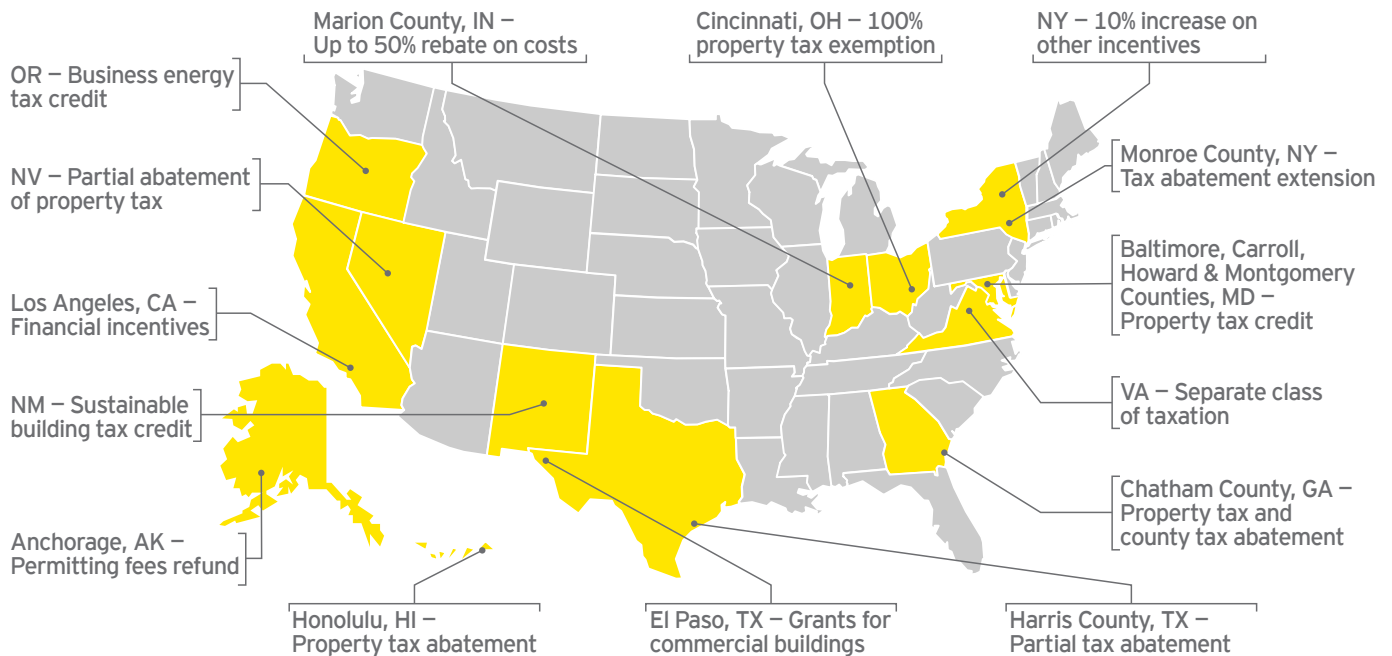 Marion County, IN –
Up to 50% rebate on costs
Cincinnati, OH – 100%
property tax exemption
NY – 10% increase on
other incentives
OR – Business energy
tax credit
NV – Partial abatement
of property tax
Los Angeles, CA –
Financial incentives
NM – Sustainable
building tax credit
Anchorage, AK –
Permitting fees refund
Monroe County, NY –
Tax abatement extension
Baltimore, Carroll,
Howard & Montgomery
Counties, MD –
Property tax credit
VA – Separate class
of taxation
Chatham County, GA –
Property tax and
county tax abatement
Honolulu, HI –
Property tax abatement
El Paso, TX – Grants for
commercial buildings
Harris County, TX –
Partial tax abatement